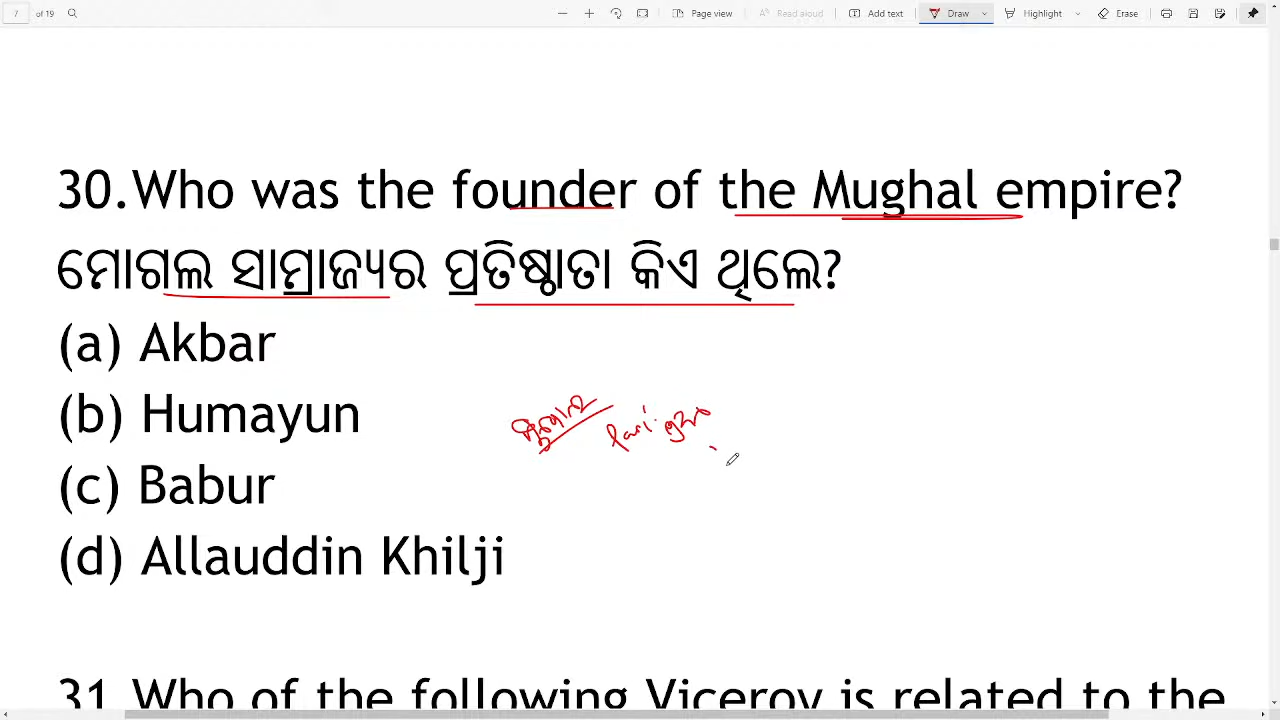 7 of 19 Page view Read aloud Add text Draw Highlight Erase
30.Who was the founder of the Mughal empire?
ମୋଗଲ ସାମ୍ରାଜ୍ୟର ପ୍ରତିଷ୍ଠାତା କିଏ ଥିଲେ?
(a) Akbar
(b) Humayun
(c) Babur
(d) Allauddin Khilji
31.Who of the following Viceroy is related to the